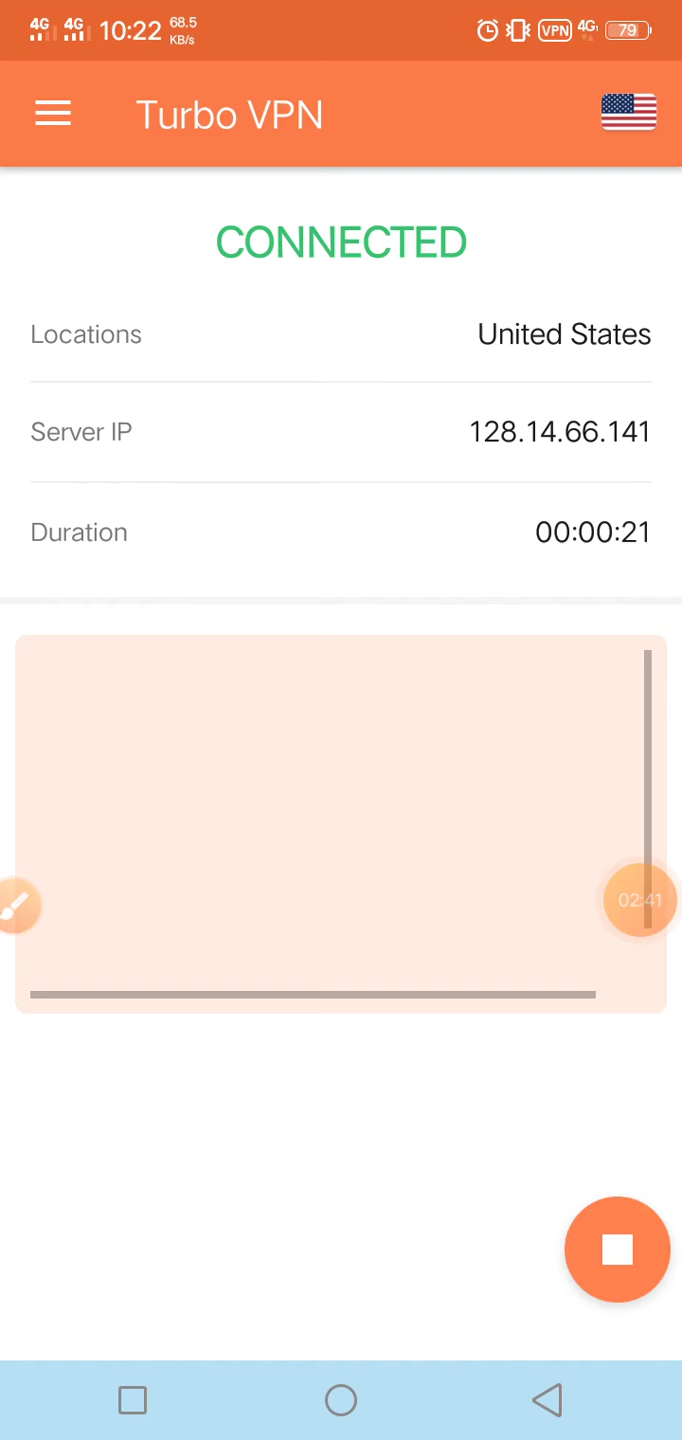 4G 4G 10:22 68.5 KB/s VPN 4G 79
Turbo VPN
CONNECTED
Locations United States
Server IP 128.14.66.141
Duration 00:00:21
02:41